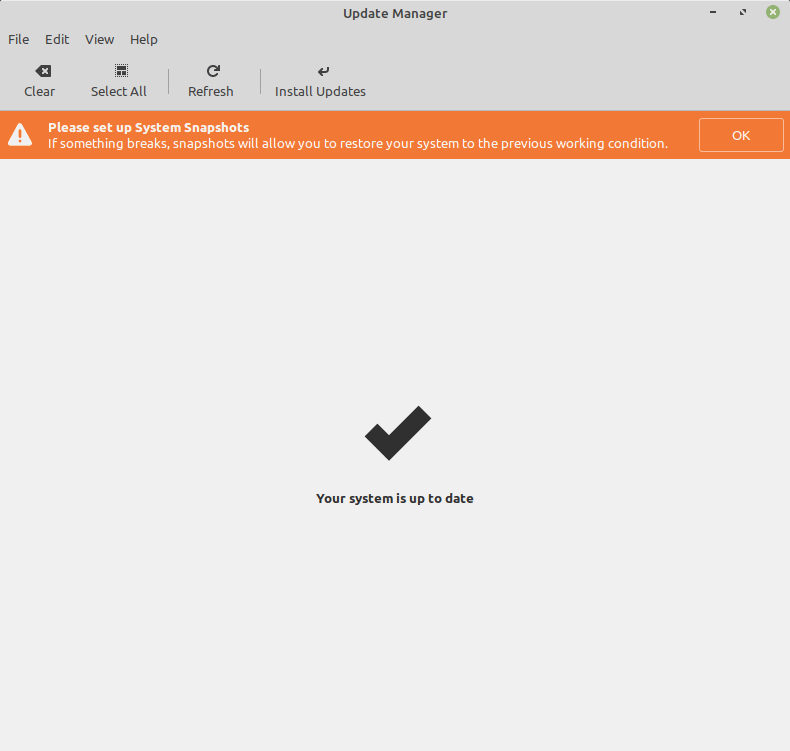 Update Manager
File Edit View Help
Clear Select All Refresh Install Updates
Please set up System Snapshots
If something breaks, snapshots will allow you to restore your system to the previous working condition.
OK
Your system is up to date